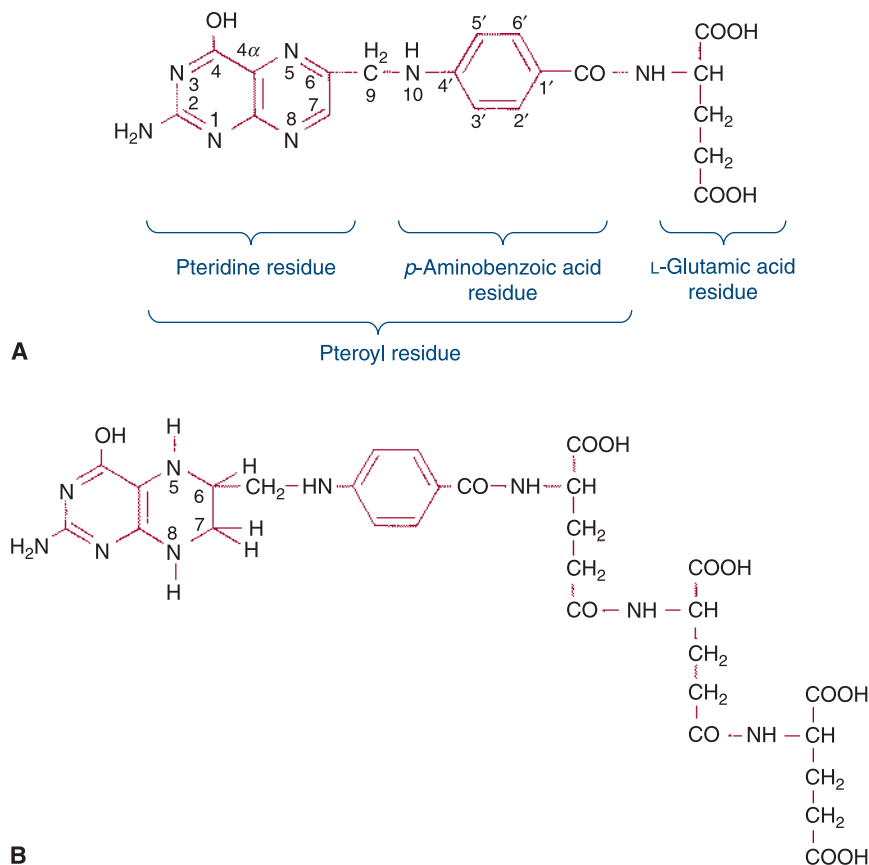 OH
H H
5′ 6′
COOH
4α
N
4 5
N 3 6 C2 N CO NH CH
9 10 4′ 1′
2 7
1 8 3′ 2′ CH2
H2N N N
CH2
COOH
Pteridine residue
p-Aminobenzoic acid
residue
L-Glutamic acid
residue
Pteroyl residue
A
H
OH
COOH
N H
5
N 6 CH2 HN CO NH CH
7 H
8 H
H2N N N CH2
H
CH2
COOH
CO NH CH
CH2
CH2
COOH
CO NH CH
CH2
CH2
B
COOH